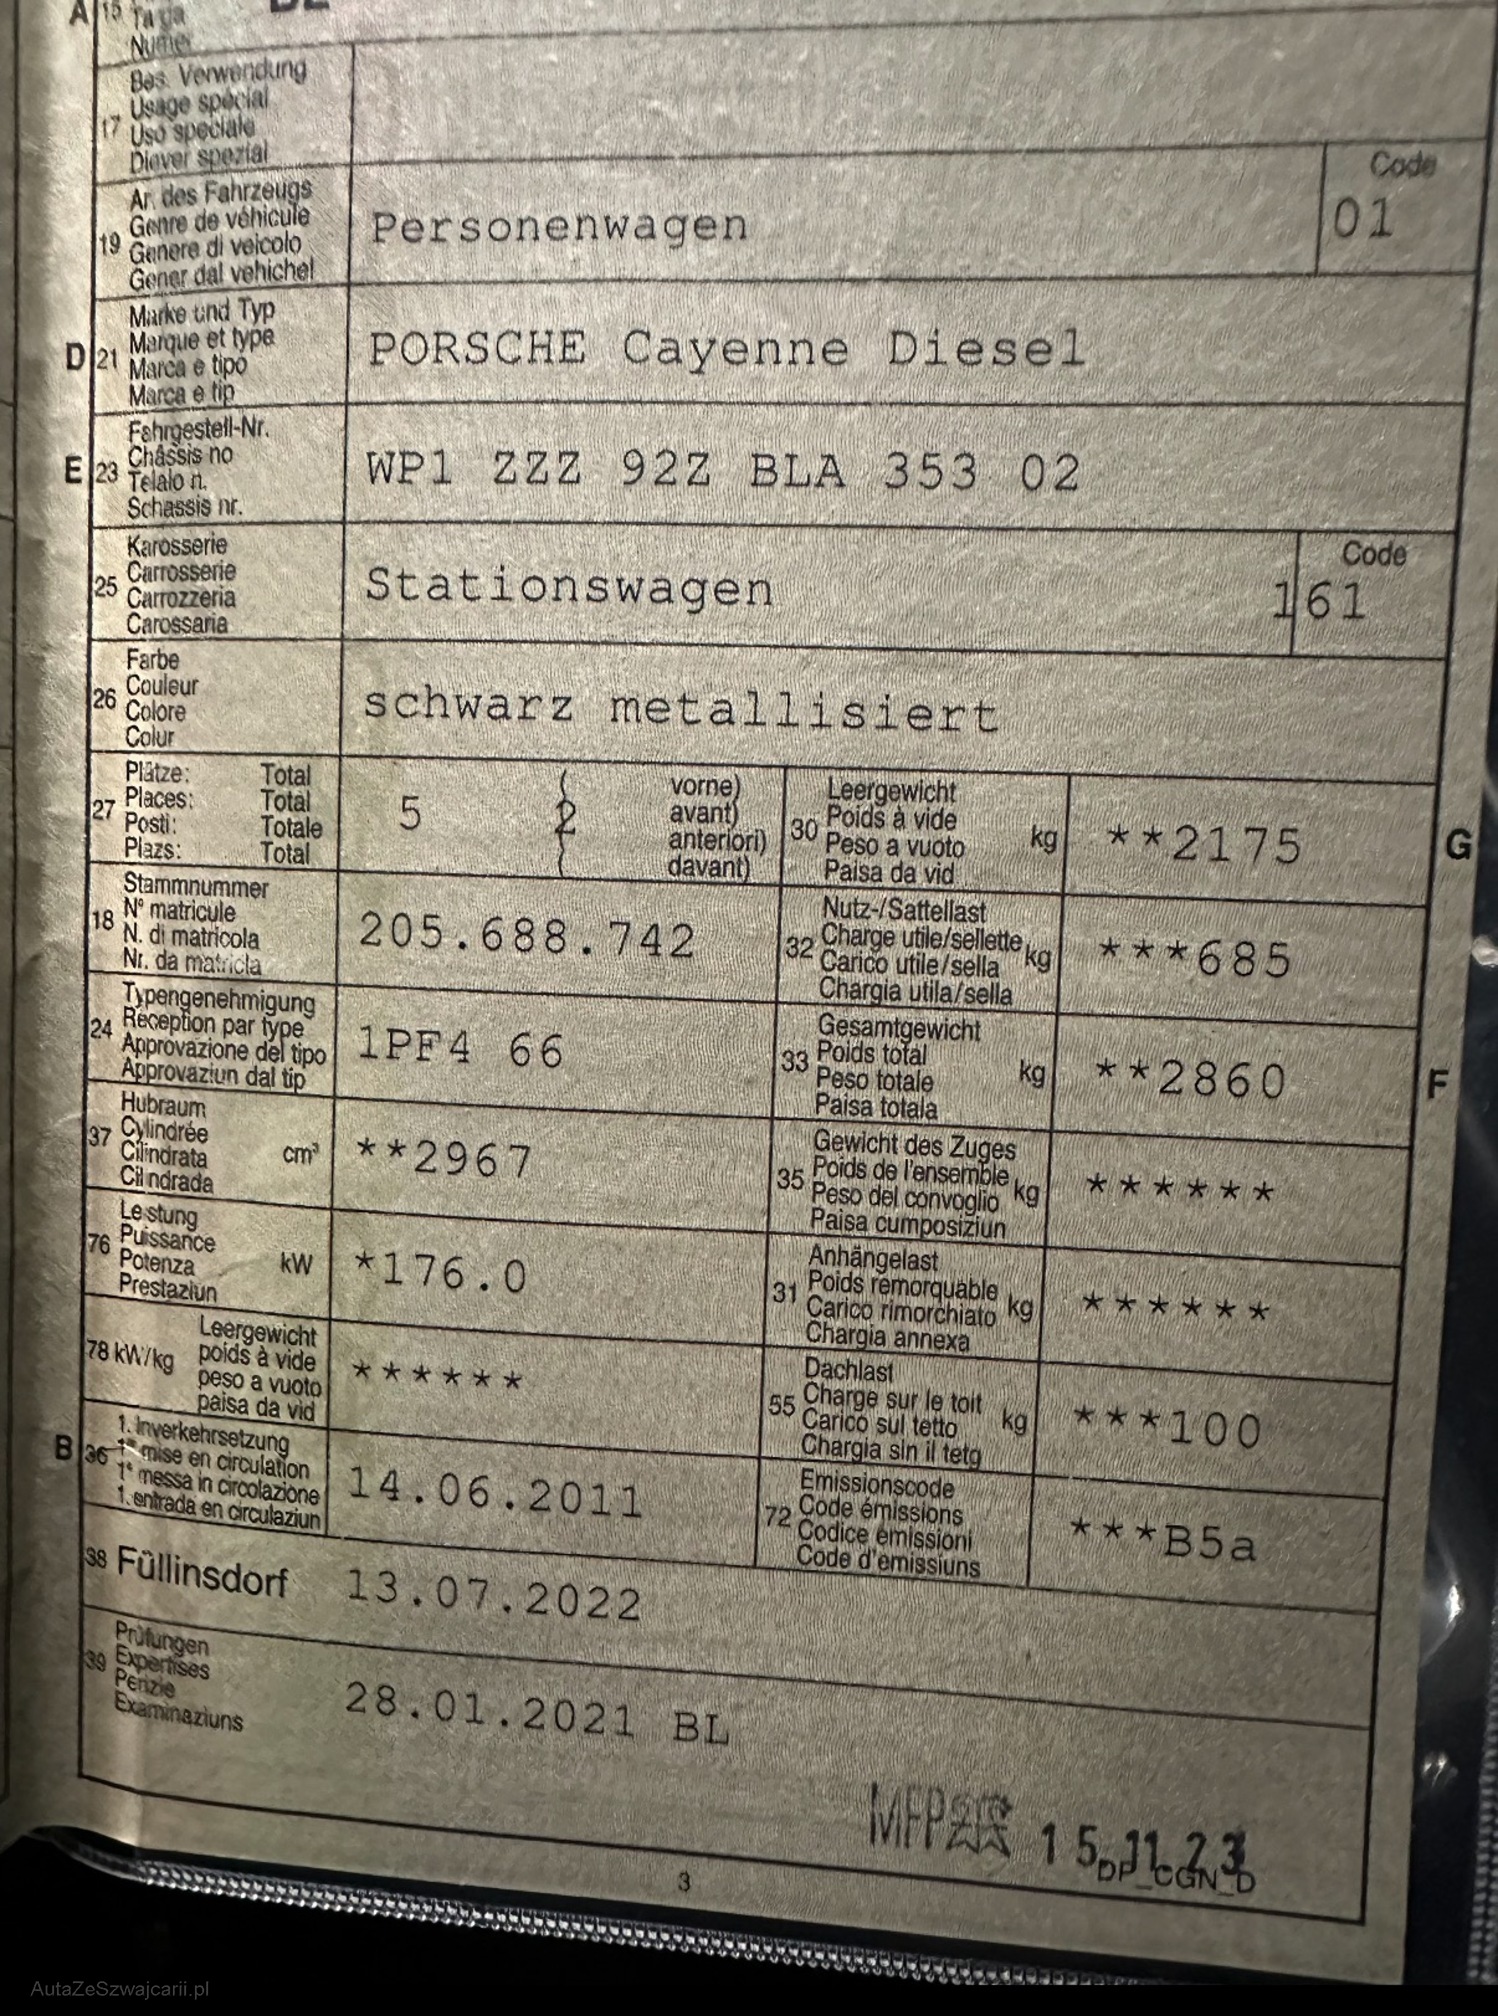 A 15 Targa
Numer
17 Bes. Verwendung
Usage spécial
Uso speciale
Diever spezial
19 Art des Fahrzeugs
Genre de véhicule
Genere di veicolo
Gener dal vehichel
Personenwagen
Code
01
D 21 Marke und Typ
Marque et type
Marca e tipo
Marca e tip
PORSCHE Cayenne Diesel
E 23 Fahrgestell-Nr.
Châssis no
Telaio n.
Schassis nr.
WP1 ZZZ 92Z BLA 353 02
25 Karosserie
Carrosserie
Carrozzeria
Carossaria
Stationswagen
Code
161
26 Farbe
Couleur
Colore
Colur
schwarz metallisiert
27 Plätze: Total
Places: Total
Posti: Totale
Plazs: Total
5 2
vorne)
avant)
anteriori)
davant)
30 Leergewicht
Poids à vide
Peso a vuoto kg
Paisa da vid
**2175
G
18 Stammnummer
N° matricule
N. di matricola
Nr. da matricla
205.688.742
32 Nutz-/Sattellast
Charge utile/sellette kg
Carico utile/sella
Chargia utila/sella
***685
24 Typengenehmigung
Réception par type
Approvazione del tipo
Approvaziun dal tip
1PF4 66
33 Gesamtgewicht
Poids total
Peso totale kg
Paisa totala
**2860
F
37 Hubraum
Cylindrée
Cilindrata cm³
Cilindrada
**2967
35 Gewicht des Zuges
Poids de l'ensemble
Peso del convoglio kg
Paisa cumposiziun
******
76 Leistung
Puissance
Potenza kW
Prestaziun
*176.0
31 Anhängelast
Poids remorquable
Carico rimorchiato kg
Chargia annexa
******
78 kW/kg Leergewicht
poids à vide
peso a vuoto
paisa da vid
******
55 Dachlast
Charge sur le toit
Carico sul tetto kg
Chargia sin il tetg
***100
B 36 1. Inverkehrsetzung
1re mise en circulation
1a messa in circolazione
1. entrada en circulaziun
14.06.2011
72 Emissionscode
Code émissions
Codice emissioni
Code d'emissiuns
***B5a
38 Füllinsdorf 13.07.2022
39 Prüfungen
Expertises
Perizie
Examinaziuns
28.01.2021 BL
15.11.23
DP_CGN_D
3
AutaZeSzwajcarii.pl